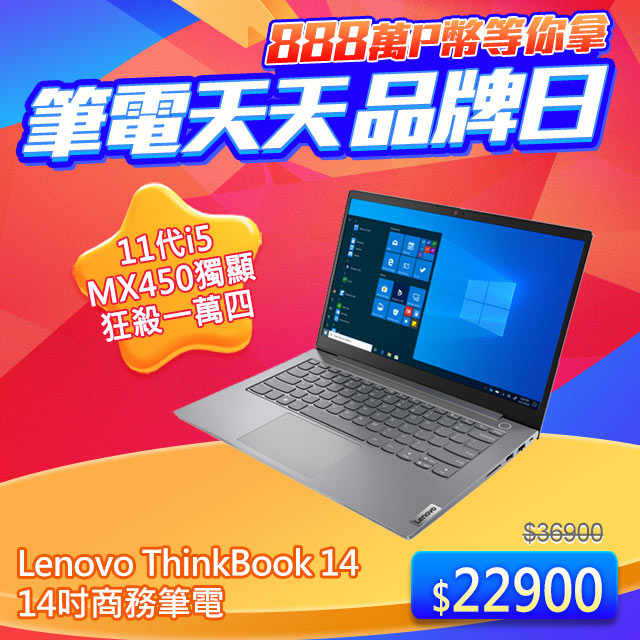 888萬P幣等你拿
筆電天天品牌日
11代i5
MX450獨顯
狂殺一萬四
Lenovo
$36900
Lenovo ThinkBook 14
14吋商務筆電
$22900